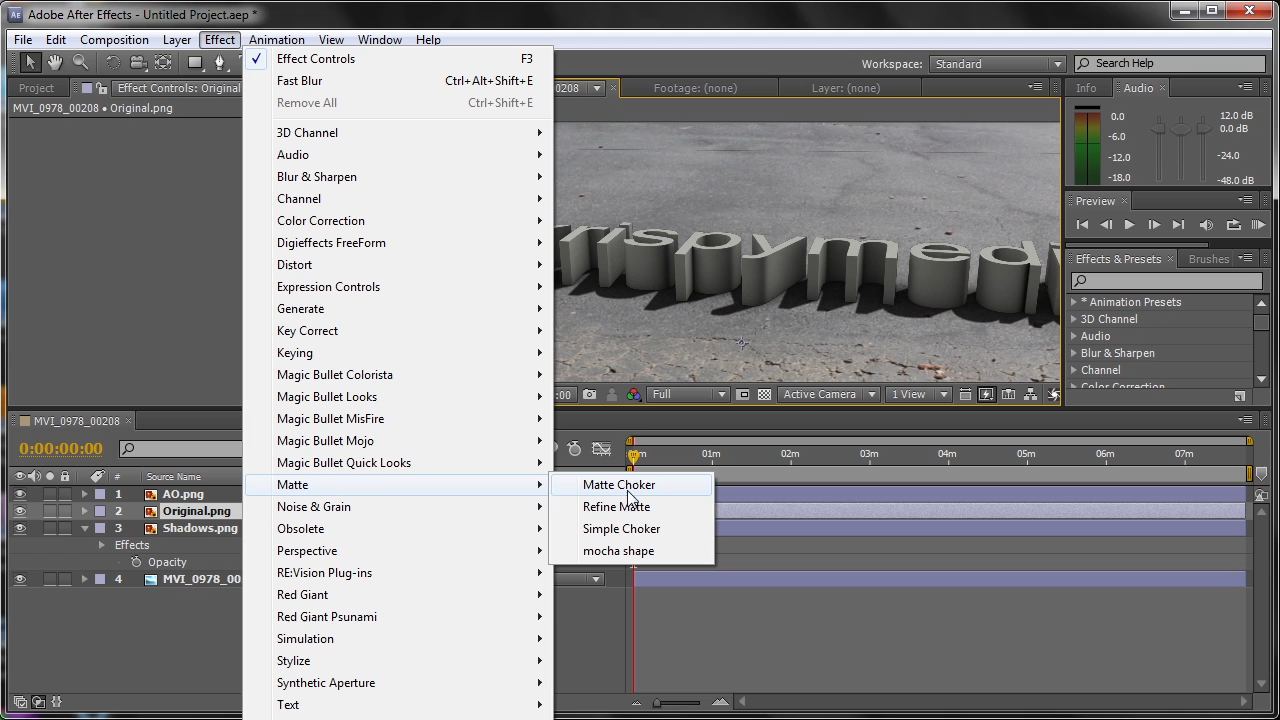 Adobe After Effects - Untitled Project.aep *
File Edit Composition Layer Effect Animation View Window Help
Workspace: Standard
Search Help
Project
Effect Controls: Original
MVI_0978_00208 • Original.png
0208
Footage: (none)
Layer: (none)
Info
Audio
0.0
-6.0
-12.0
-18.0
12.0 dB
0.0 dB
-24.0
-48.0 dB
Preview
Effects & Presets
Brushes
* Animation Presets
3D Channel
Audio
Blur & Sharpen
Channel
Color Correction
Effect Controls F3
Fast Blur Ctrl+Alt+Shift+E
Remove All Ctrl+Shift+E
3D Channel
Audio
Blur & Sharpen
Channel
Color Correction
Digieffects FreeForm
Distort
Expression Controls
Generate
Key Correct
Keying
Magic Bullet Colorista
Magic Bullet Looks
Magic Bullet MisFire
Magic Bullet Mojo
Magic Bullet Quick Looks
Matte
Noise & Grain
Obsolete
Perspective
RE:Vision Plug-ins
Red Giant
Red Giant Psunami
Simulation
Stylize
Synthetic Aperture
Text
Matte Choker
Refine Matte
Simple Choker
mocha shape
rispymed
:00
Full
Active Camera
1 View
MVI_0978_00208
0:00:00:00
# Source Name
1 AO.png
2 Original.png
3 Shadows.png
Effects
Opacity
4 MVI_0978_00
01m 02m 03m 04m 05m 06m 07m